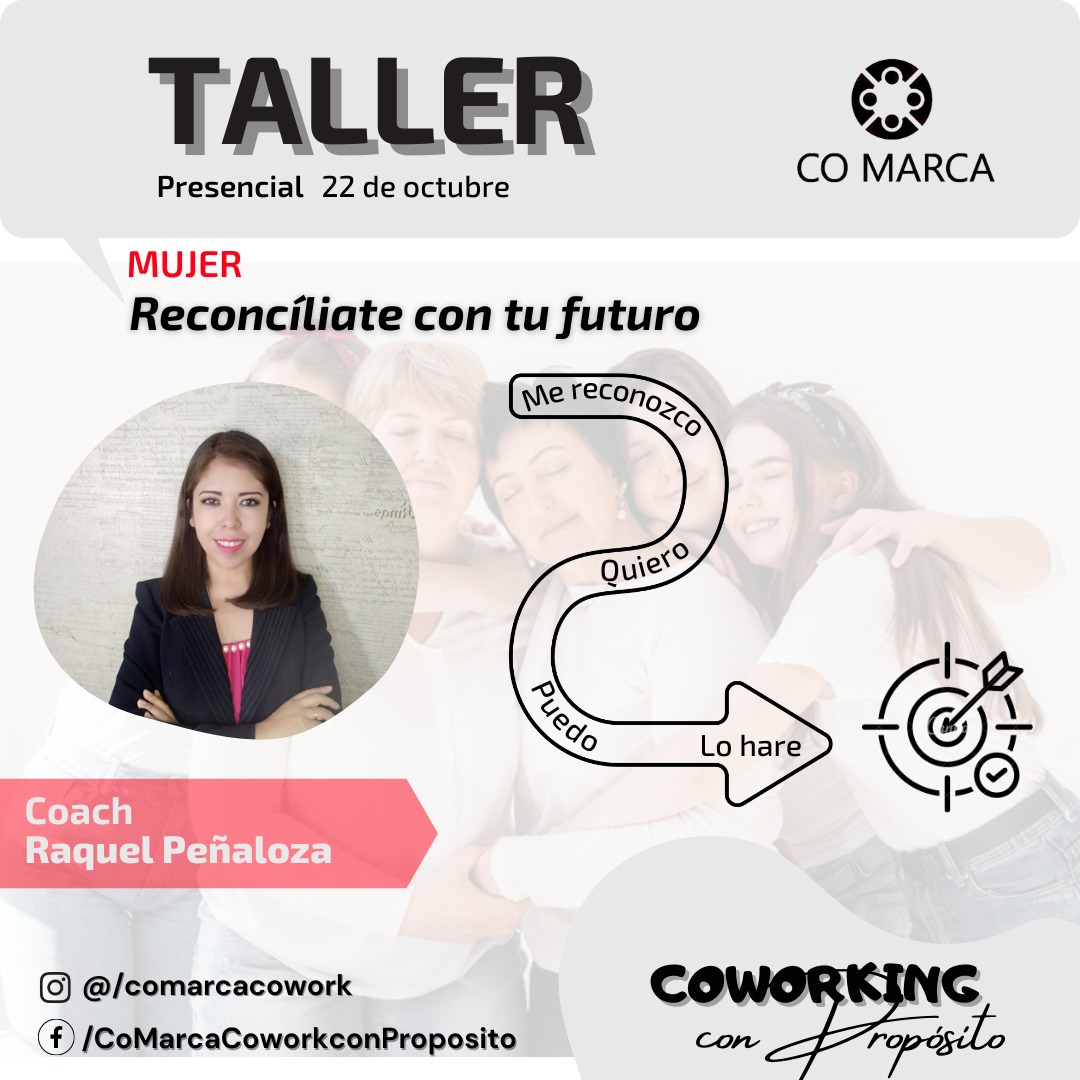 TALLER
Presencial 22 de octubre
CO MARCA
MUJER
Reconcíliate con tu futuro
Me reconozco
Quiero
Puedo
Lo hare
Coach
Raquel Peñaloza
@/comarcacowork
/CoMarcaCoworkconProposito
COWORKING
con Propósito